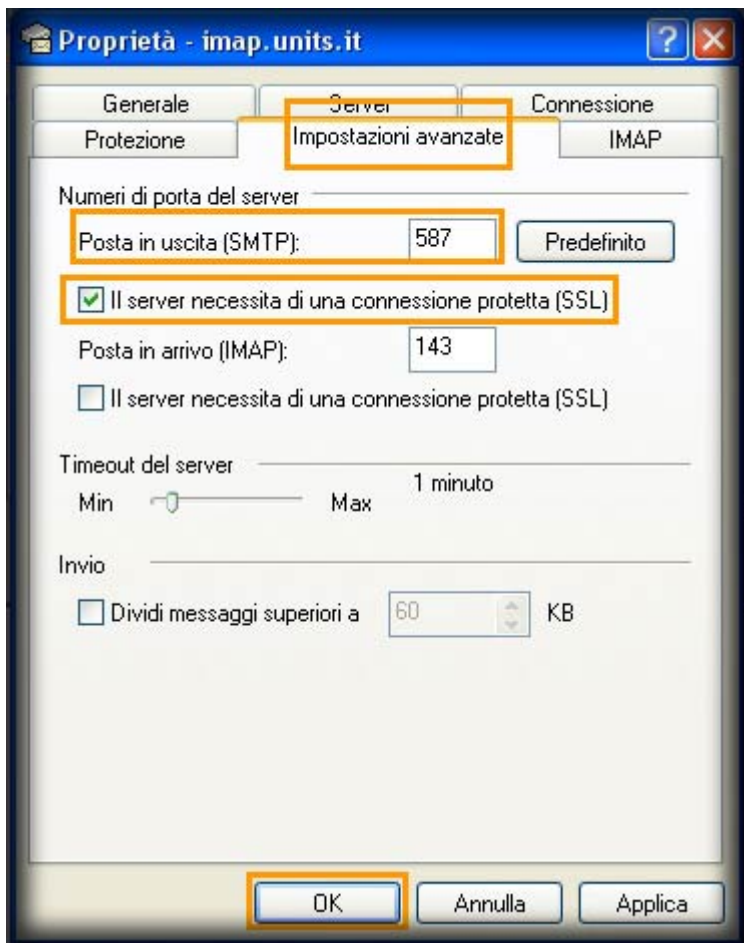 Proprietà - imap.units.it
Generale Server Connessione
Protezione Impostazioni avanzate IMAP
Numeri di porta del server
Posta in uscita (SMTP): 587 Predefinito
Il server necessita di una connessione protetta (SSL)
Posta in arrivo (IMAP): 143
Il server necessita di una connessione protetta (SSL)
Timeout del server
Min Max 1 minuto
Invio
Dividi messaggi superiori a 60 KB
OK Annulla Applica